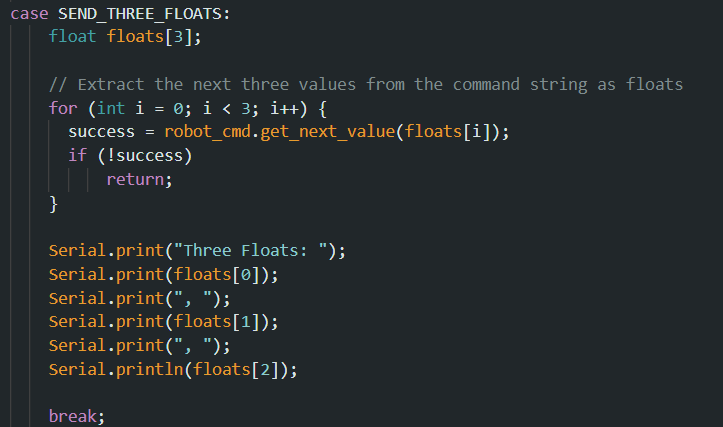 case SEND_THREE_FLOATS:
float floats[3];
// Extract the next three values from the command string as floats
for (int i = 0; i < 3; i++) {
success = robot_cmd.get_next_value(floats[i]);
if (!success)
return;
}
Serial.print("Three Floats: ");
Serial.print(floats[0]);
Serial.print(", ");
Serial.print(floats[1]);
Serial.print(", ");
Serial.println(floats[2]);
break;